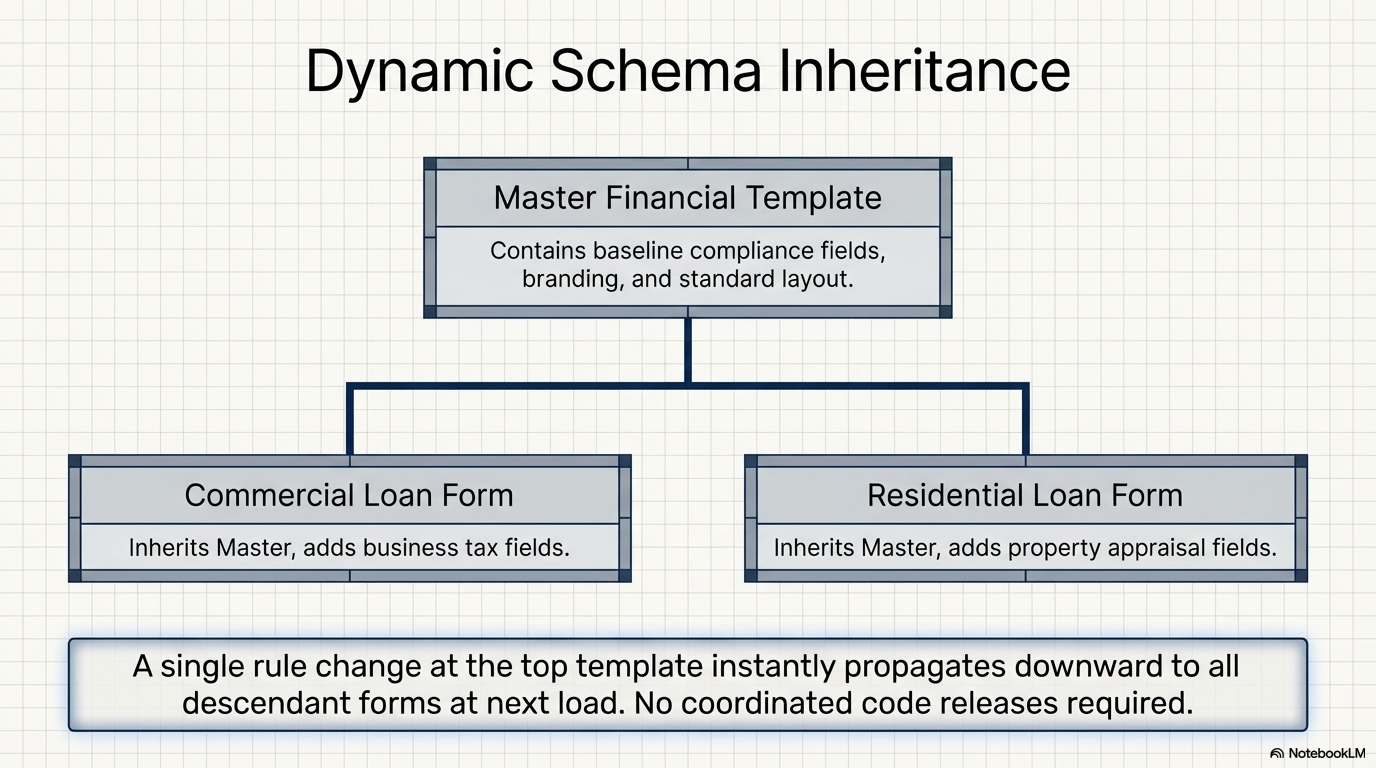 Dynamic Schema Inheritance
Master Financial Template
Contains baseline compliance fields,
branding, and standard layout.
Commercial Loan Form
Inherits Master, adds business tax fields.
Residential Loan Form
Inherits Master, adds property appraisal fields.
A single rule change at the top template instantly propagates downward to all
descendant forms at next load. No coordinated code releases required.
NotebookLM